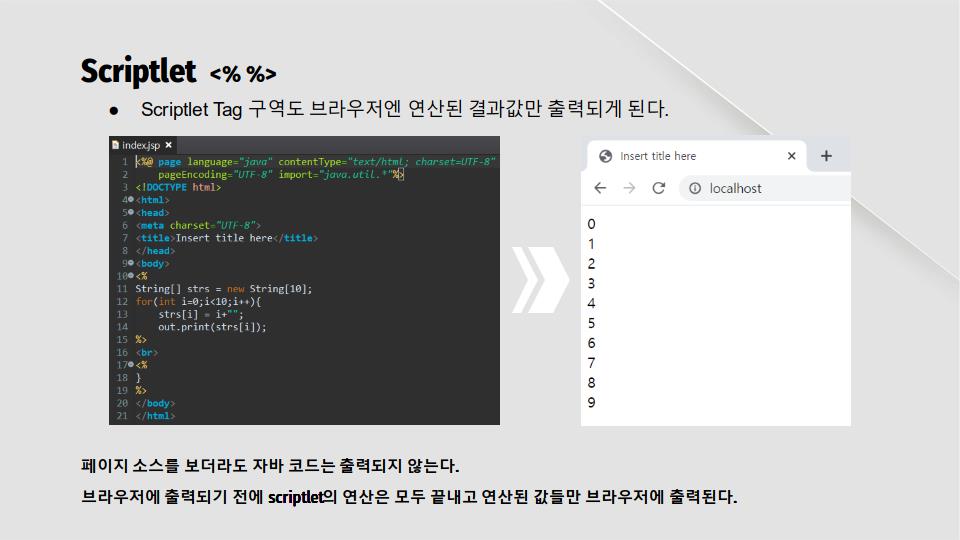 Scriptlet <% %>
● Scriptlet Tag 구역도 브라우저엔 연산된 결과값만 출력되게 된다.
index.jsp ×
1 <%@ page language="java" contentType="text/html; charset=UTF-8"
2 pageEncoding="UTF-8" import="java.util.*"%>
3 <!DOCTYPE html>
4 <html>
5 <head>
6 <meta charset="UTF-8">
7 <title>Insert title here</title>
8 </head>
9 <body>
10 <%
11 String[] strs = new String[10];
12 for(int i=0;i<10;i++){
13 strs[i] = i+"";
14 out.print(strs[i]);
15 %>
16 <br>
17 <%
18 }
19 %>
20 </body>
21 </html>
Insert title here × +
localhost
0
1
2
3
4
5
6
7
8
9
페이지 소스를 보더라도 자바 코드는 출력되지 않는다.
브라우저에 출력되기 전에 scriptlet의 연산은 모두 끝내고 연산된 값들만 브라우저에 출력된다.